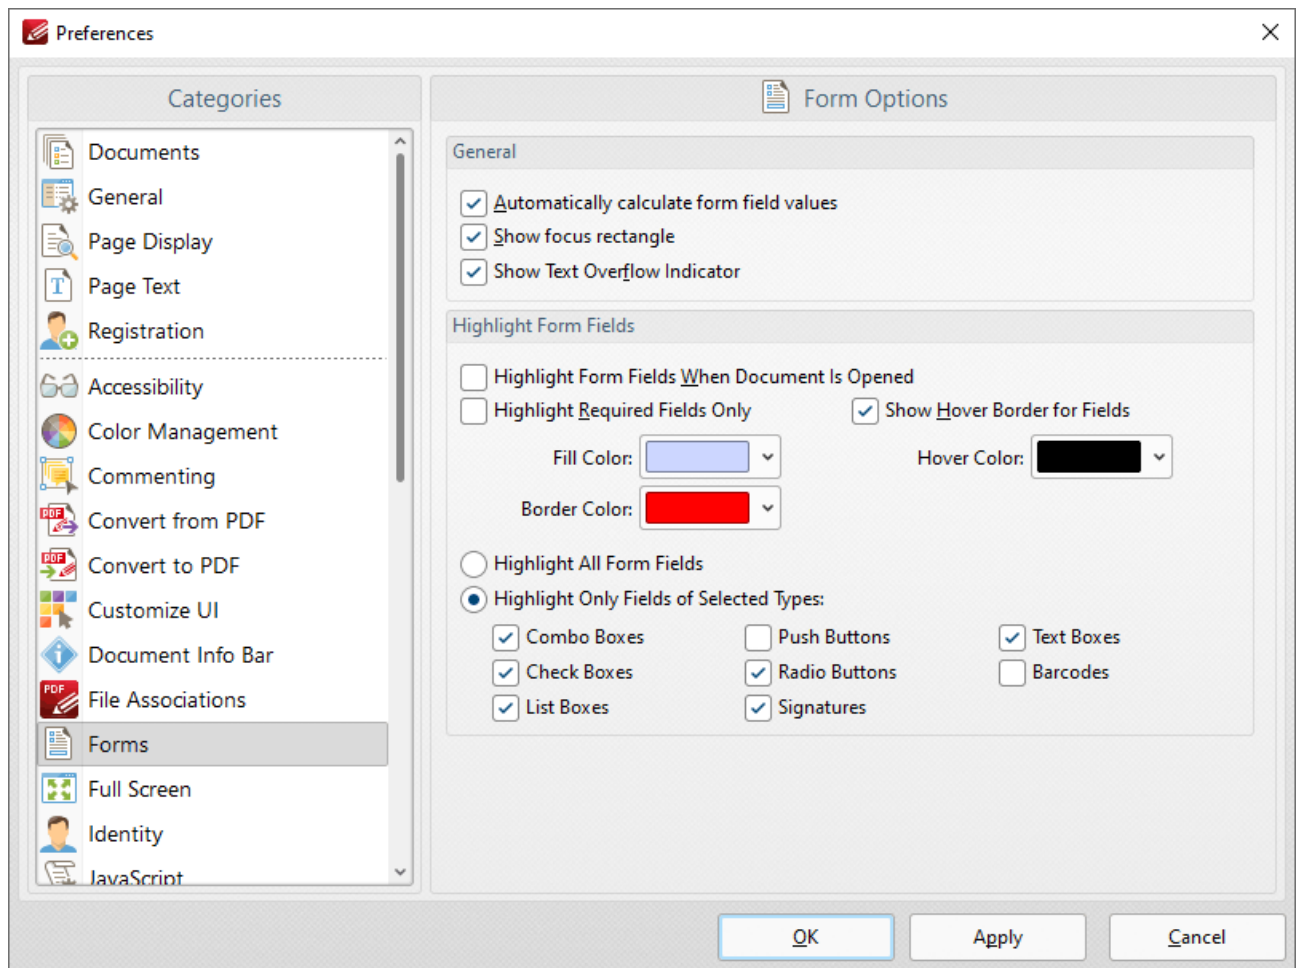 Preferences
Categories
Documents
General
Page Display
Page Text
Registration
Accessibility
Color Management
Commenting
PDF
Convert from PDF
PDF
Convert to PDF
Customize UI
Document Info Bar
PDF
File Associations
Forms
Full Screen
Identity
JavaScript
Form Options
General
Automatically calculate form field values
Show focus rectangle
Show Text Overflow Indicator
Highlight Form Fields
Highlight Form Fields When Document Is Opened
Highlight Required Fields Only Show Hover Border for Fields
Fill Color: Hover Color:
Border Color:
Highlight All Form Fields
Highlight Only Fields of Selected Types:
Combo Boxes Push Buttons Text Boxes
Check Boxes Radio Buttons Barcodes
List Boxes Signatures
OK Apply Cancel